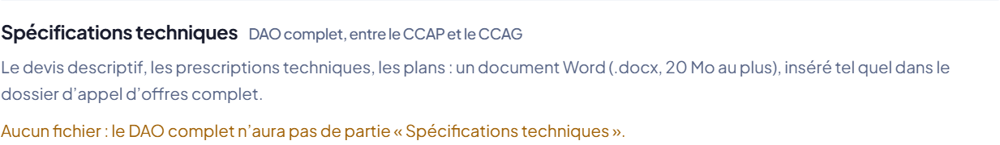 Spécifications techniques DAO complet, entre le CCAP et le CCAG
Le devis descriptif, les prescriptions techniques, les plans : un document Word (.docx, 20 Mo au plus), inséré tel quel dans le
dossier d’appel d’offres complet.
Aucun fichier : le DAO complet n’aura pas de partie « Spécifications techniques ».